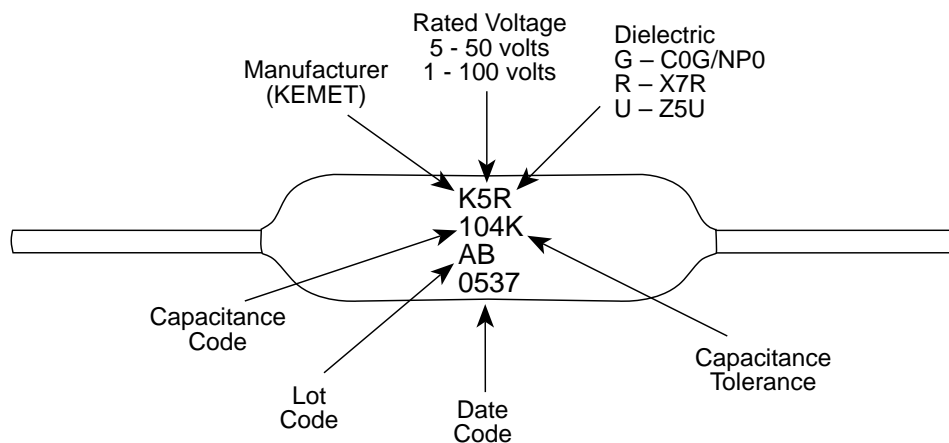 Rated Voltage
5 - 50 volts
1 - 100 volts
Dielectric
G – C0G/NP0
R – X7R
U – Z5U
Manufacturer
(KEMET)
K5R
104K
AB
0537
Capacitance
Code
Capacitance
Tolerance
Lot
Code
Date
Code